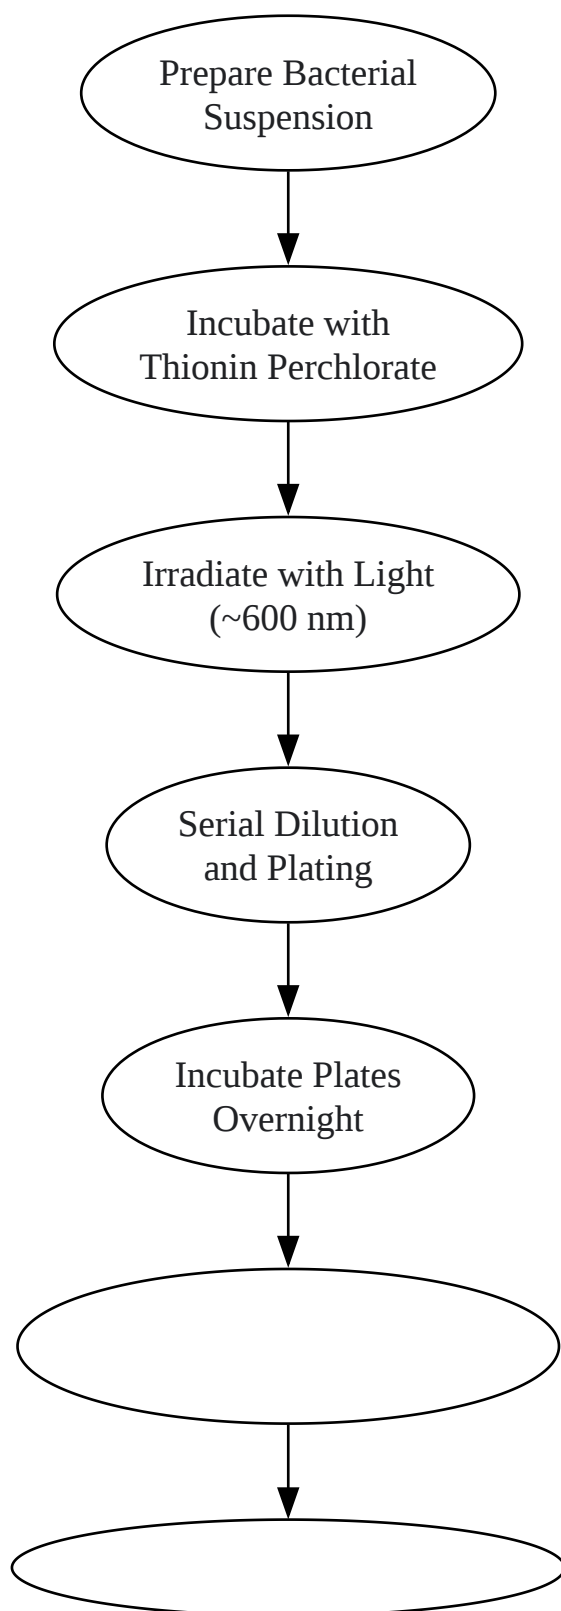 Prepare Bacterial
Suspension
Incubate with
Thionin Perchlorate
Irradiate with Light
(~600 nm)
Serial Dilution
and Plating
Incubate Plates
Overnight